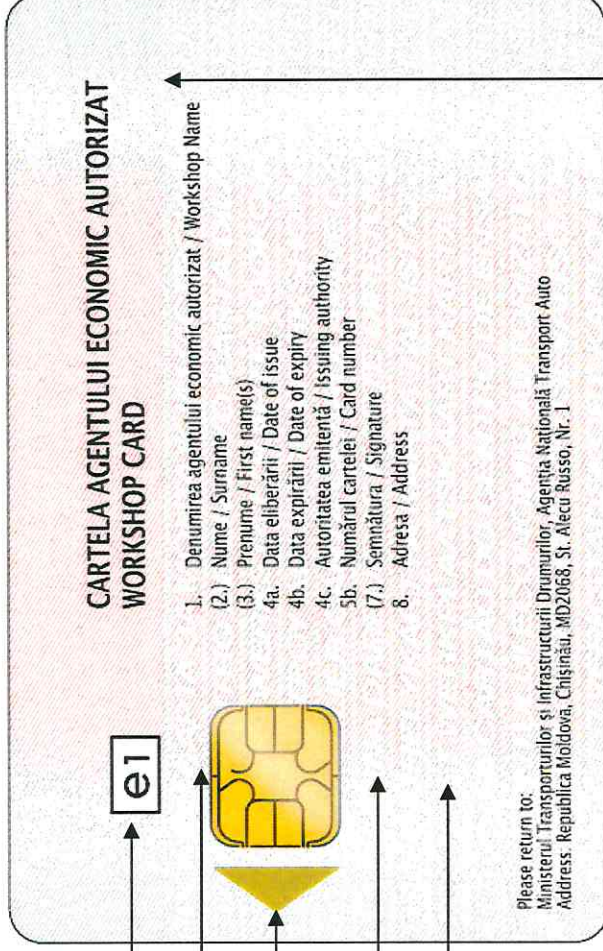 CARTELA AGENTULUI ECONOMIC AUTORIZAT
WORKSHOP CARD
e1
1. Denumirea agentului economic autorizat / Workshop Name
(2.) Nume / Surname
(3.) Prenume / First name(s)
4a. Data eliberării / Date of issue
4b. Data expirării / Date of expiry
4c. Autoritatea emitentă / Issuing authority
5b. Numărul cartelei / Card number
(7.) Semnătura / Signature
8. Adresa / Address
Please return to:
Ministerul Transporturilor și Infrastructurii Drumurilor, Agenția Națională Transport Auto
Address: Republica Moldova, Chișinău, MD2068, St. Alecu Russo, Nr. 1